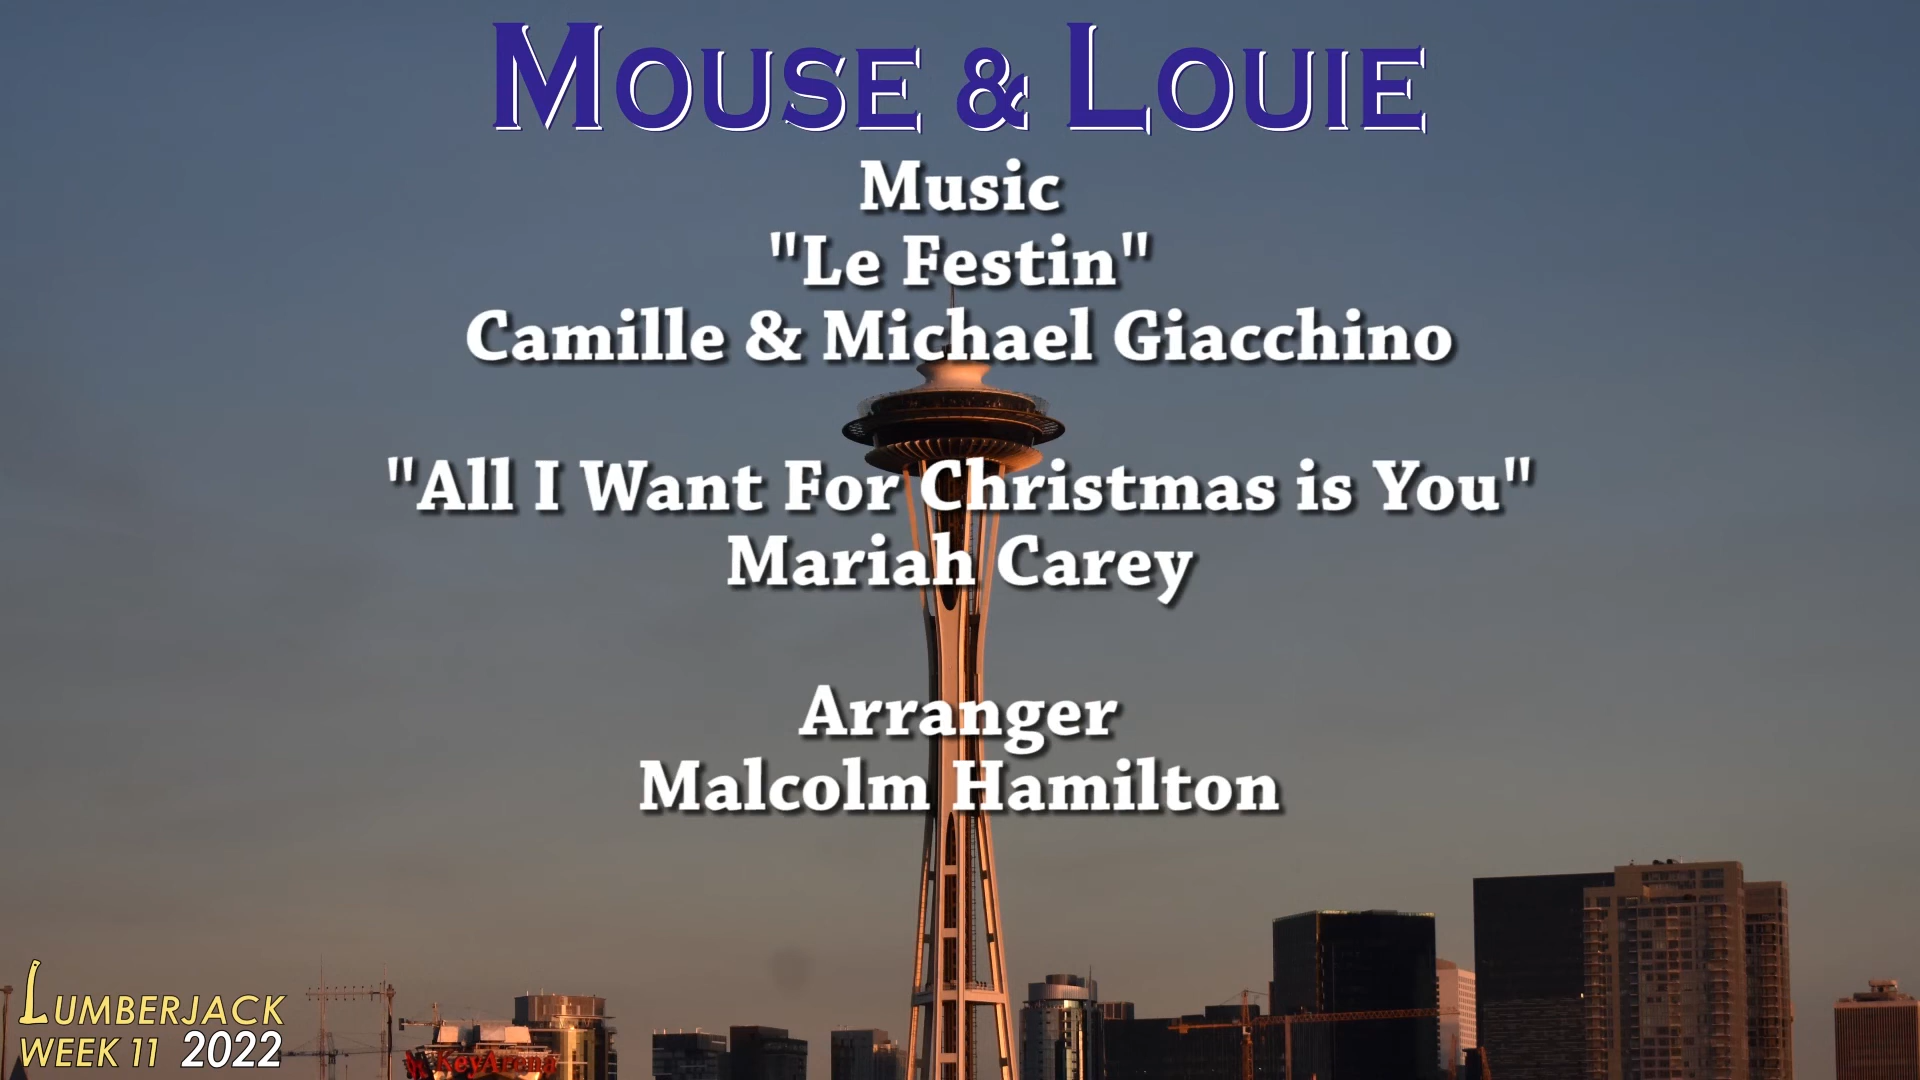 MOUSE & LOUIE
Music
"Le Festin"
Camille & Michael Giacchino
"All I Want For Christmas is You"
Mariah Carey
Arranger
Malcolm Hamilton
LUMBERJACK
WEEK 11 2022
KeyArena